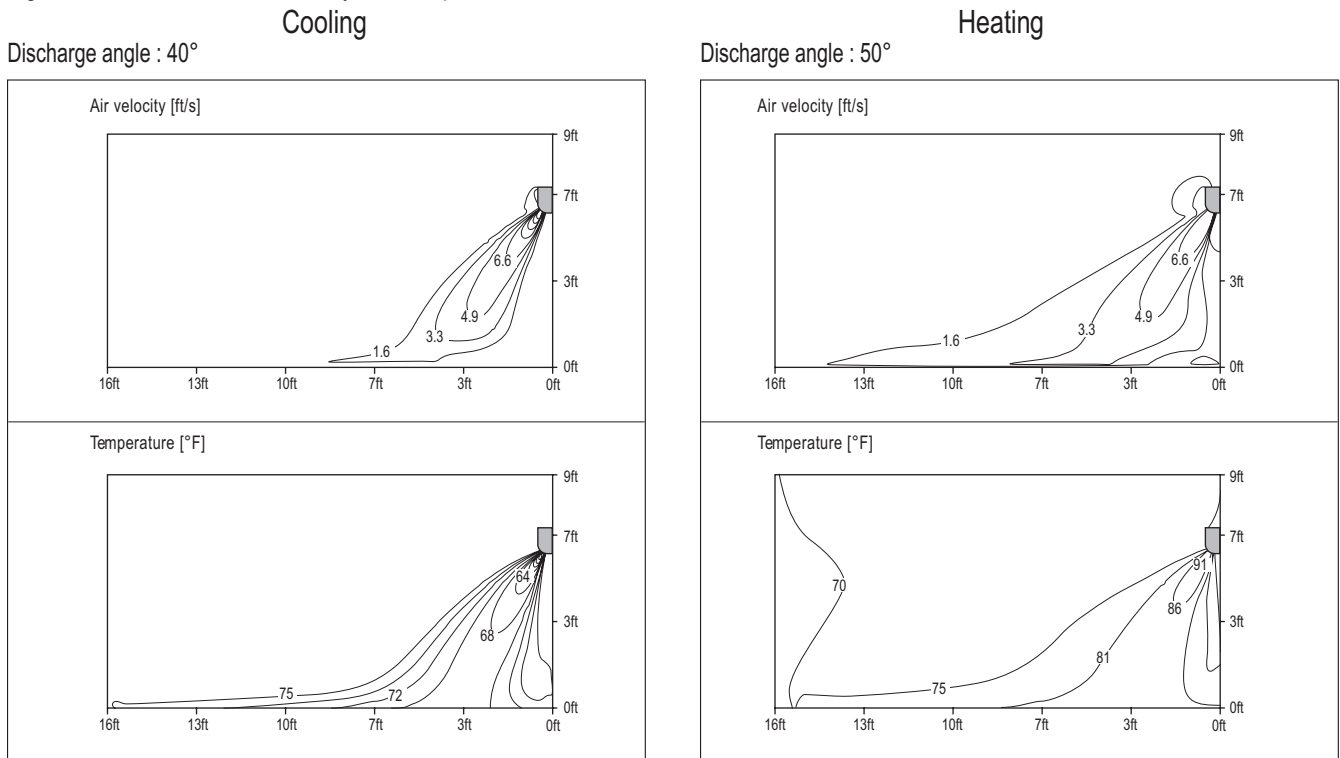 Cooling
Discharge angle : 40°
Air velocity [ft/s]
9ft
7ft
6.6
3ft
4.9
3.3
1.6
0ft
16ft 13ft 10ft 7ft 3ft 0ft
Temperature [°F]
9ft
7ft
64
3ft
68
75
72
0ft
16ft 13ft 10ft 7ft 3ft 0ft
Heating
Discharge angle : 50°
Air velocity [ft/s]
9ft
7ft
6.6
3ft
4.9
3.3
1.6
0ft
16ft 13ft 10ft 7ft 3ft 0ft
Temperature [°F]
9ft
7ft
91
70
86
3ft
81
75
0ft
16ft 13ft 10ft 7ft 3ft 0ft